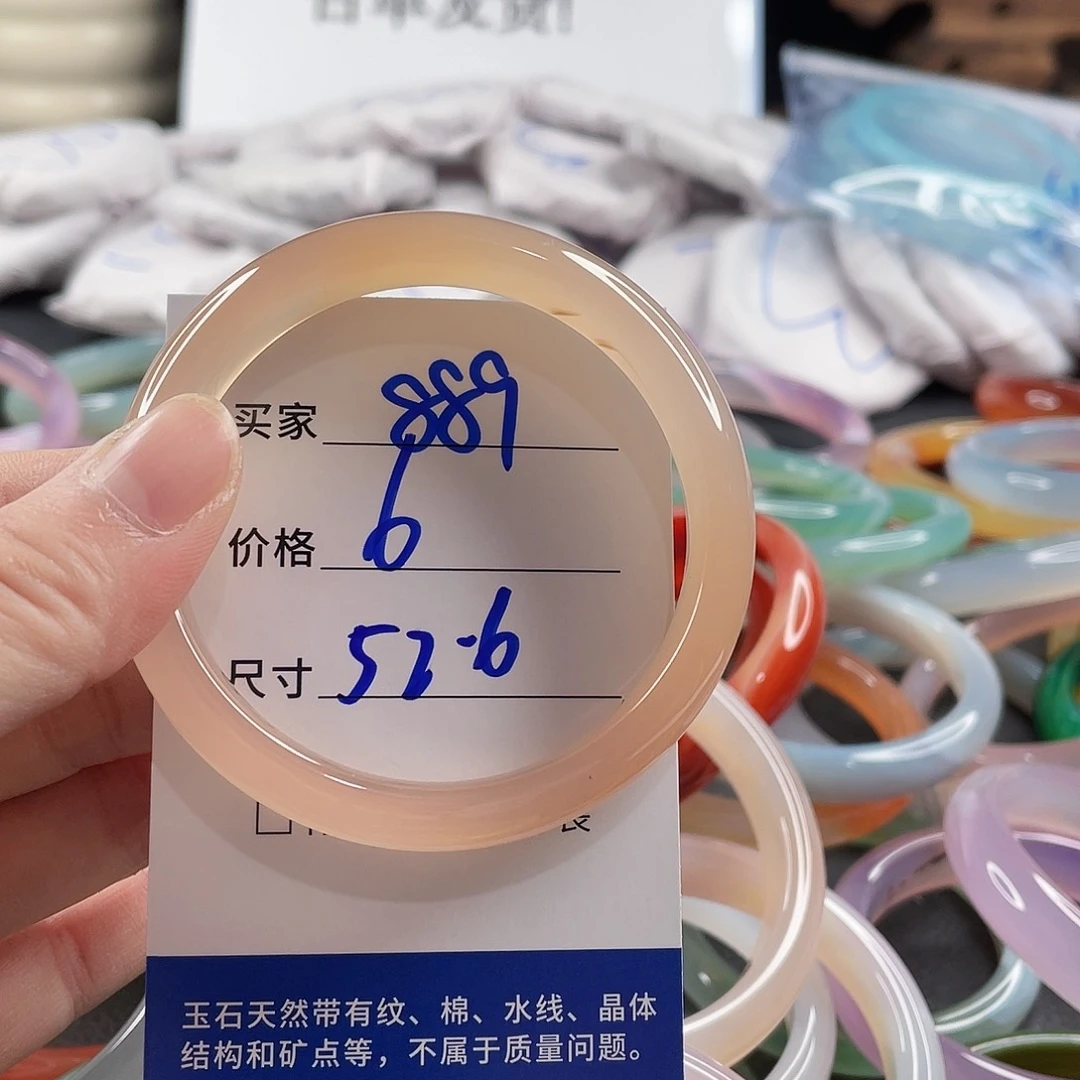 买家 889
价格 6
尺寸 52.6
玉石天然带有纹、棉、水线、晶体
结构和矿点等，不属于质量问题。